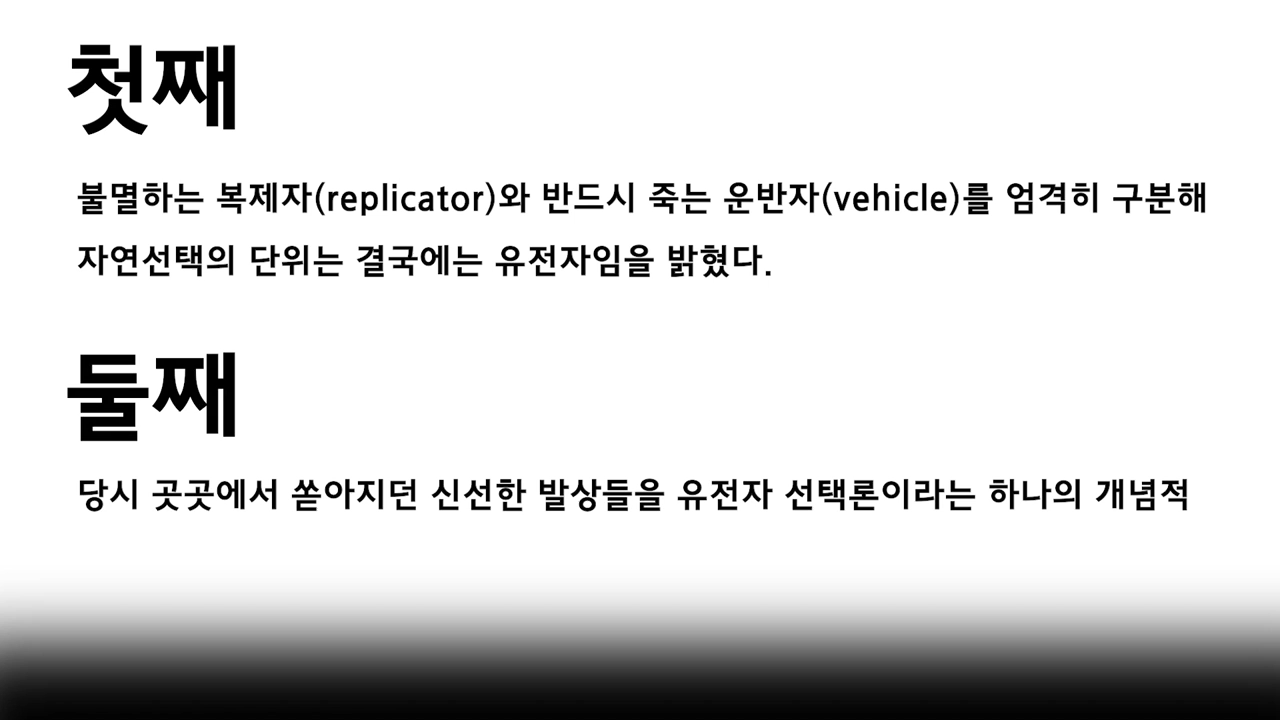 첫째
불멸하는 복제자(replicator)와 반드시 죽는 운반자(vehicle)를 엄격히 구분해
자연선택의 단위는 결국에는 유전자임을 밝혔다.
둘째
당시 곳곳에서 쏟아지던 신선한 발상들을 유전자 선택론이라는 하나의 개념적